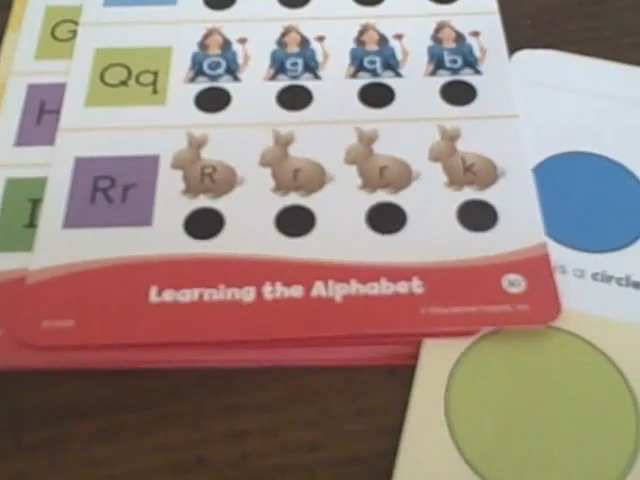 G
Qq Q g q b
H
Rr R r r k
I
Learning the Alphabet
s a circle